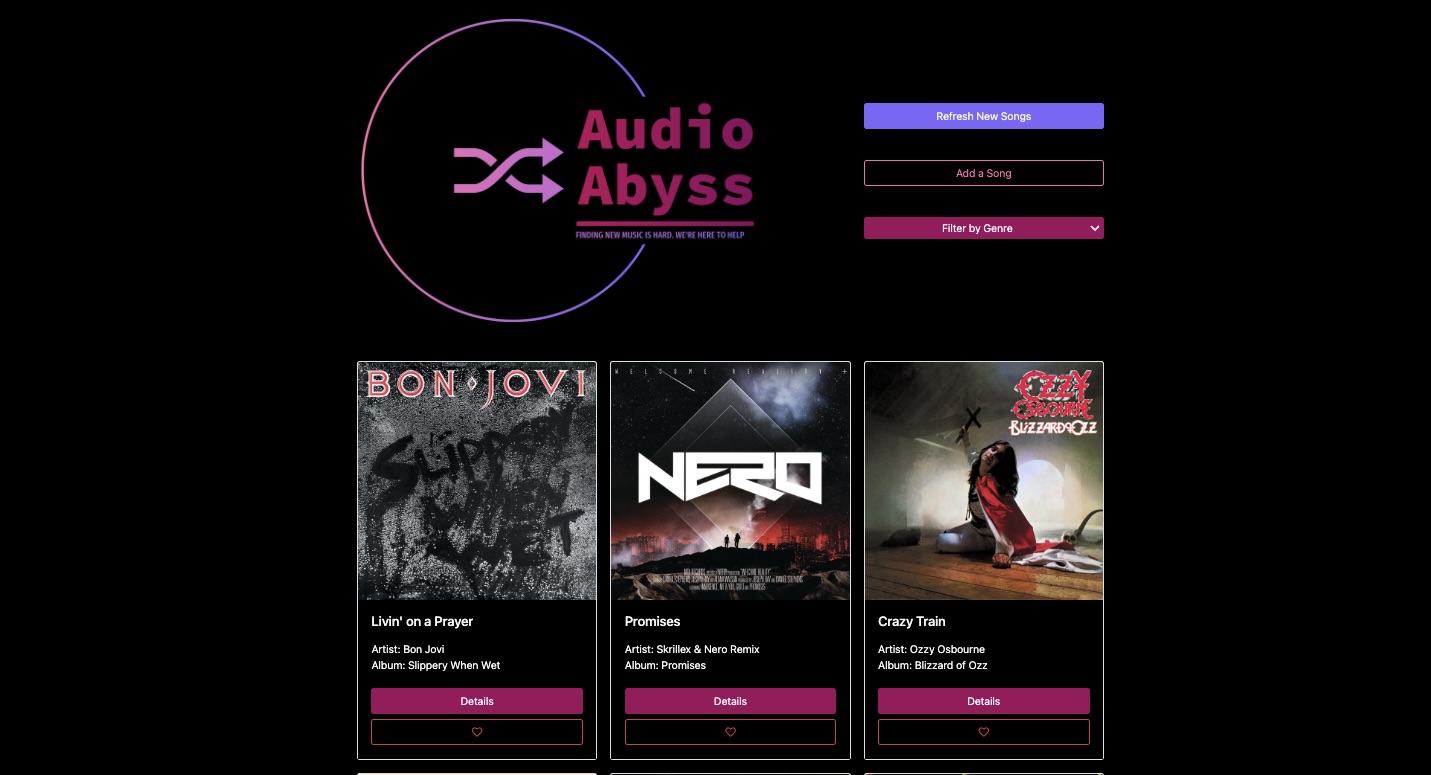 Audio
Abyss
FINDING NEW MUSIC IS HARD. WE'RE HERE TO HELP
Refresh New Songs
Add a Song
Filter by Genre
BON JOVI
SLIPPERY
WHEN
WET
WELCOME REALITY +
NERO
OZZY
OSBOURNE
BLIZZARD OF OZZ
Livin' on a Prayer
Artist: Bon Jovi
Album: Slippery When Wet
Details
Promises
Artist: Skrillex & Nero Remix
Album: Promises
Details
Crazy Train
Artist: Ozzy Osbourne
Album: Blizzard of Ozz
Details